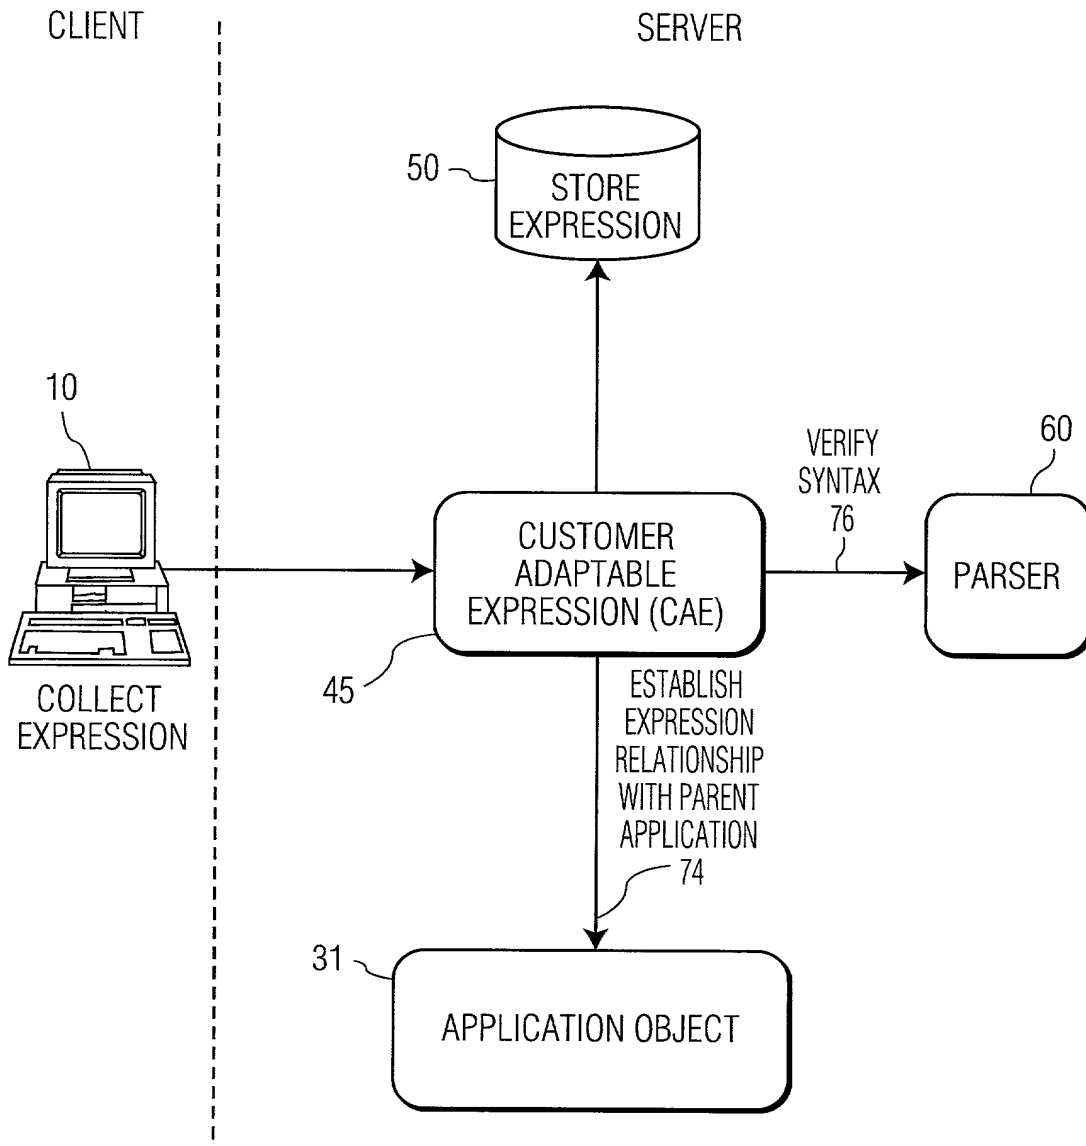 CLIENT
SERVER
50
STORE
EXPRESSION
10
COLLECT
EXPRESSION
CUSTOMER
ADAPTABLE
EXPRESSION (CAE)
45
VERIFY
SYNTAX
76
60
PARSER
ESTABLISH
EXPRESSION
RELATIONSHIP
WITH PARENT
APPLICATION
74
31
APPLICATION OBJECT